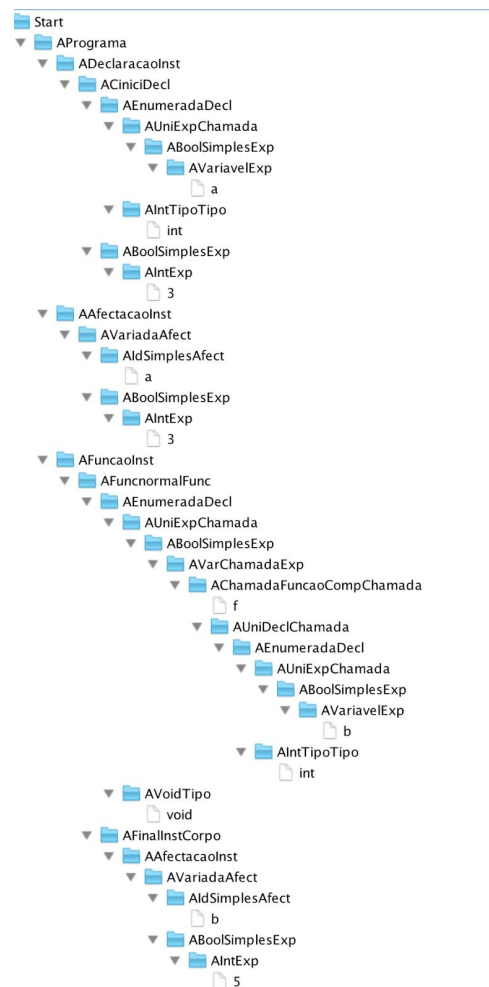 Start
APrograma
ADeclaracaoInst
ACiniciDecl
AEnumeradaDecl
AUniExpChamada
ABoolSimplesExp
AVariavelExp
a
AIntTipoTipo
int
ABoolSimplesExp
AIntExp
3
AAfectacaoInst
AVariadaAfect
AIdSimplesAfect
a
ABoolSimplesExp
AIntExp
3
AFuncaoInst
AFuncnormalFunc
AEnumeradaDecl
AUniExpChamada
ABoolSimplesExp
AVarChamadaExp
AChamadaFuncaoCompChamada
f
AUniDeclChamada
AEnumeradaDecl
AUniExpChamada
ABoolSimplesExp
AVariavelExp
b
AIntTipoTipo
int
AVoidTipo
void
AFinalInstCorpo
AAfectacaoInst
AVariadaAfect
AIdSimplesAfect
b
ABoolSimplesExp
AIntExp
5